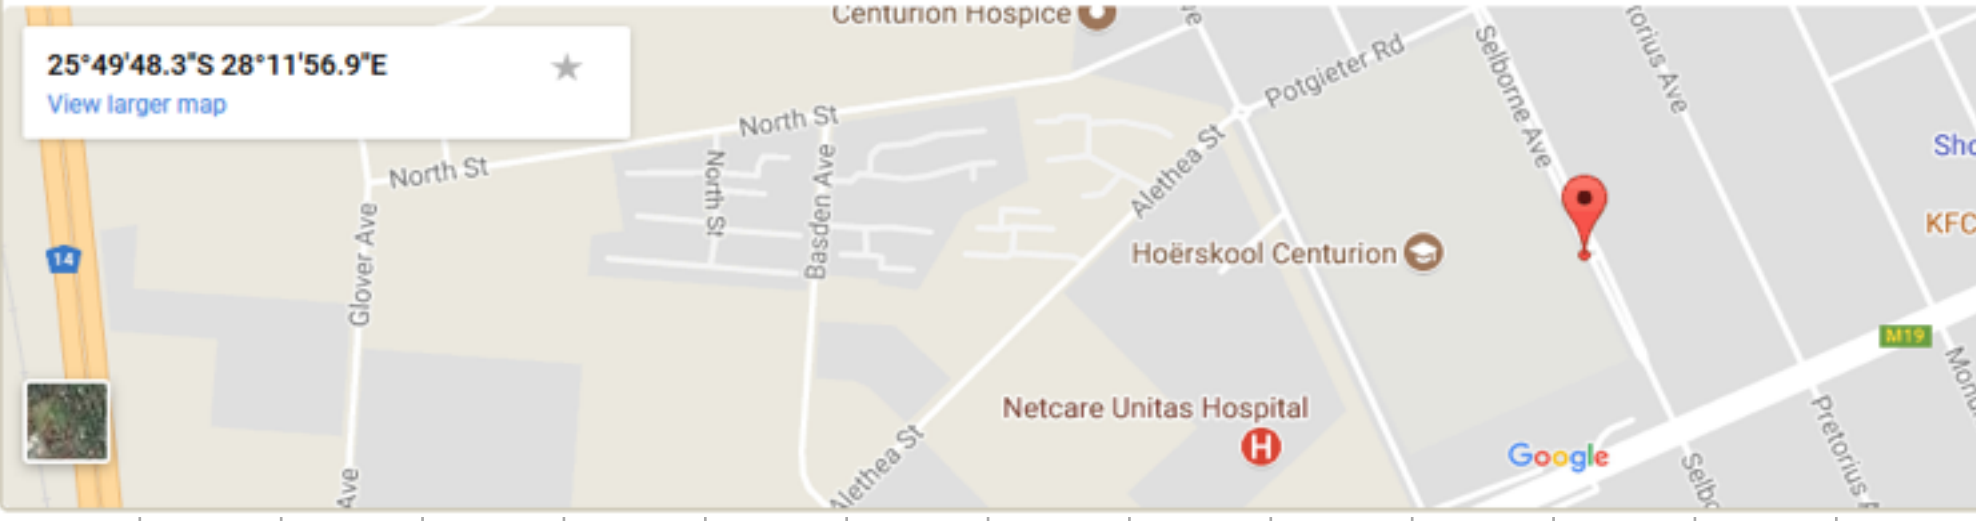 Centurion Hospice
25°49'48.3"S 28°11'56.9"E
View larger map
North St
North St
North St
Basden Ave
Glover Ave
Ave
14
Alethea St
Alethea St
Potgieter Rd
Selborne Ave
Hoërskool Centurion
KFC
M19
Netcare Unitas Hospital
H
Google